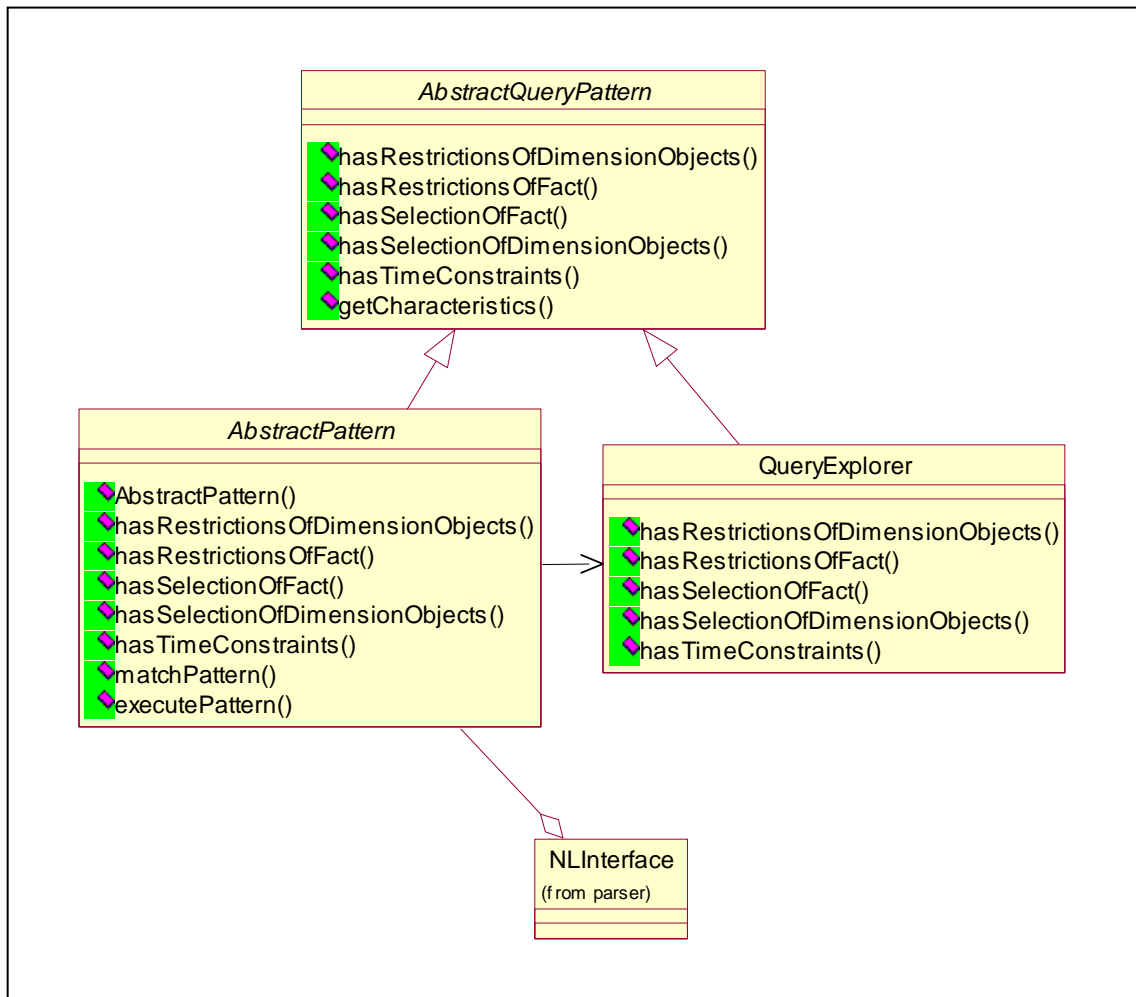 AbstractQueryPattern
hasRestrictionsOfDimensionObjects()
hasRestrictionsOfFact()
hasSelectionOfFact()
hasSelectionOfDimensionObjects()
hasTimeConstraints()
getCharacteristics()
AbstractPattern
AbstractPattern()
hasRestrictionsOfDimensionObjects()
hasRestrictionsOfFact()
hasSelectionOfFact()
hasSelectionOfDimensionObjects()
hasTimeConstraints()
matchPattern()
executePattern()
QueryExplorer
hasRestrictionsOfDimensionObjects()
hasRestrictionsOfFact()
hasSelectionOfFact()
hasSelectionOfDimensionObjects()
hasTimeConstraints()
NLInterface
(from parser)